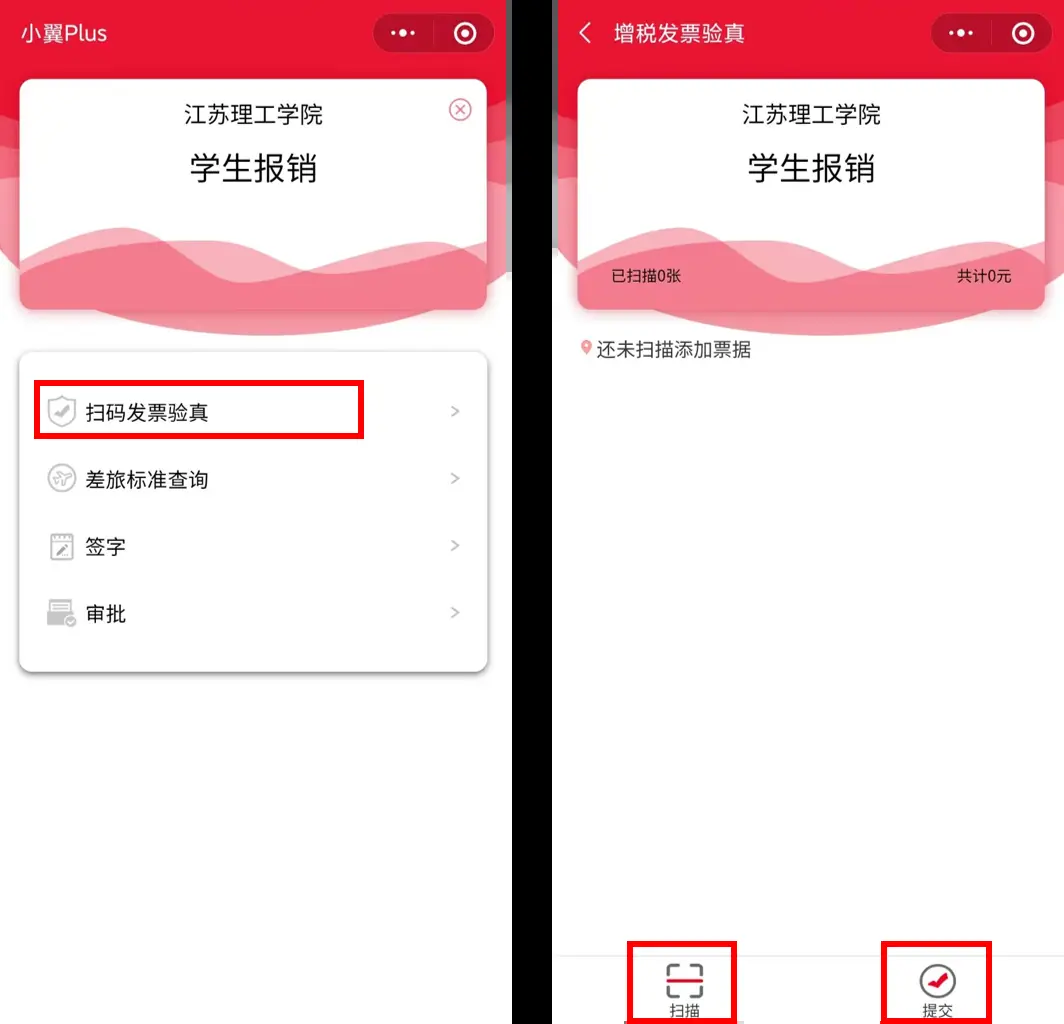 小翼Plus
江苏理工学院
学生报销
扫码发票验真
差旅标准查询
签字
审批
增税发票验真
江苏理工学院
学生报销
已扫描0张
共计0元
还未扫描添加票据
扫描
提交